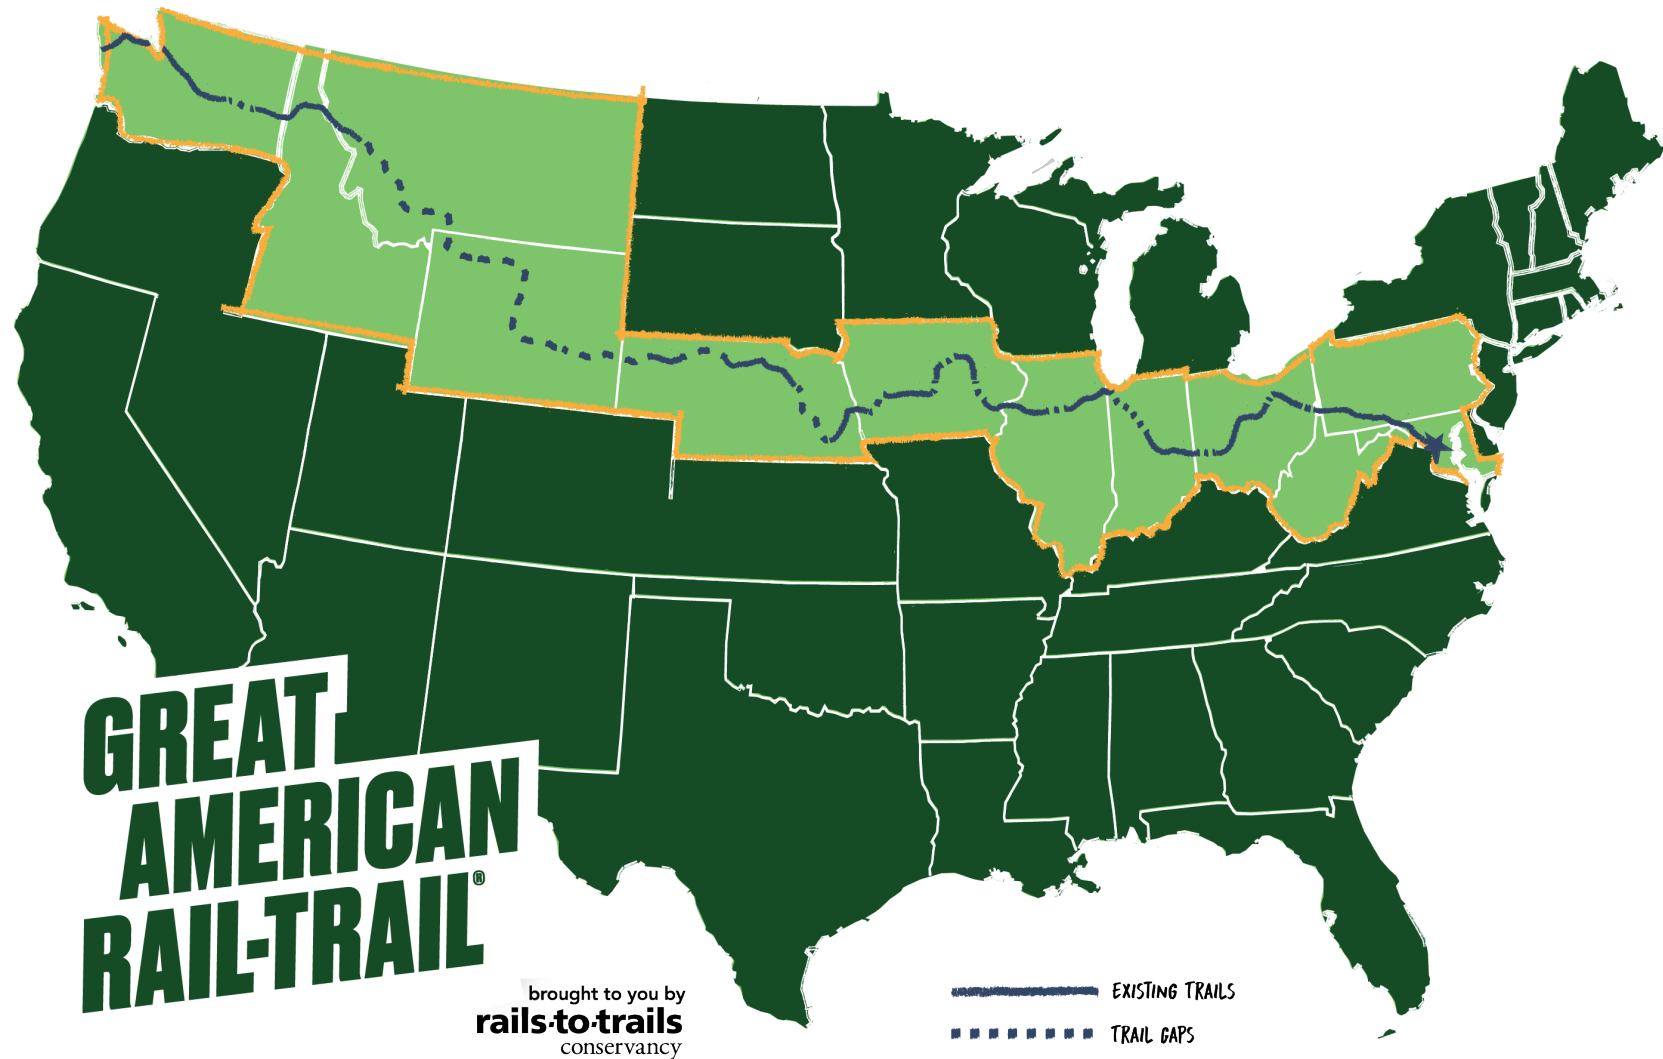 GREAT
AMERICAN
RAIL-TRAIL®
brought to you by
rails·to·trails
conservancy
EXISTING TRAILS
TRAIL GAPS